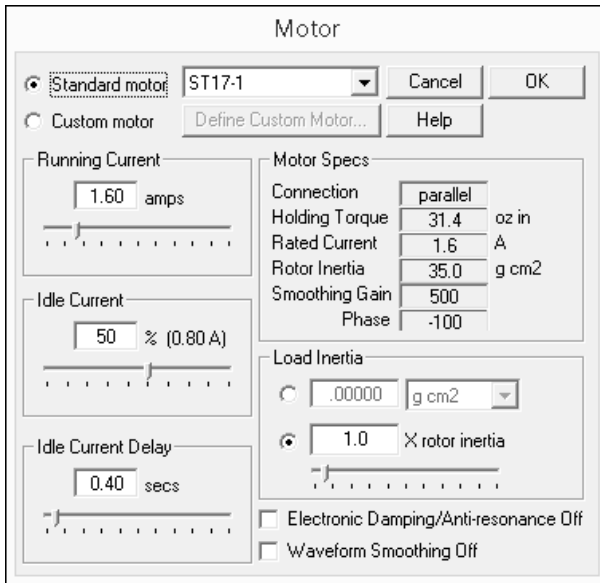 Motor
Standard motor ST17-1 Cancel OK
Custom motor Define Custom Motor... Help
Running Current
1.60 amps
Idle Current
50 % (0.80 A)
Idle Current Delay
0.40 secs
Motor Specs
Connection parallel
Holding Torque 31.4 oz in
Rated Current 1.6 A
Rotor Inertia 35.0 g cm2
Smoothing Gain 500
Phase -100
Load Inertia
.00000 g cm2
1.0 X rotor inertia
Electronic Damping/Anti-resonance Off
Waveform Smoothing Off